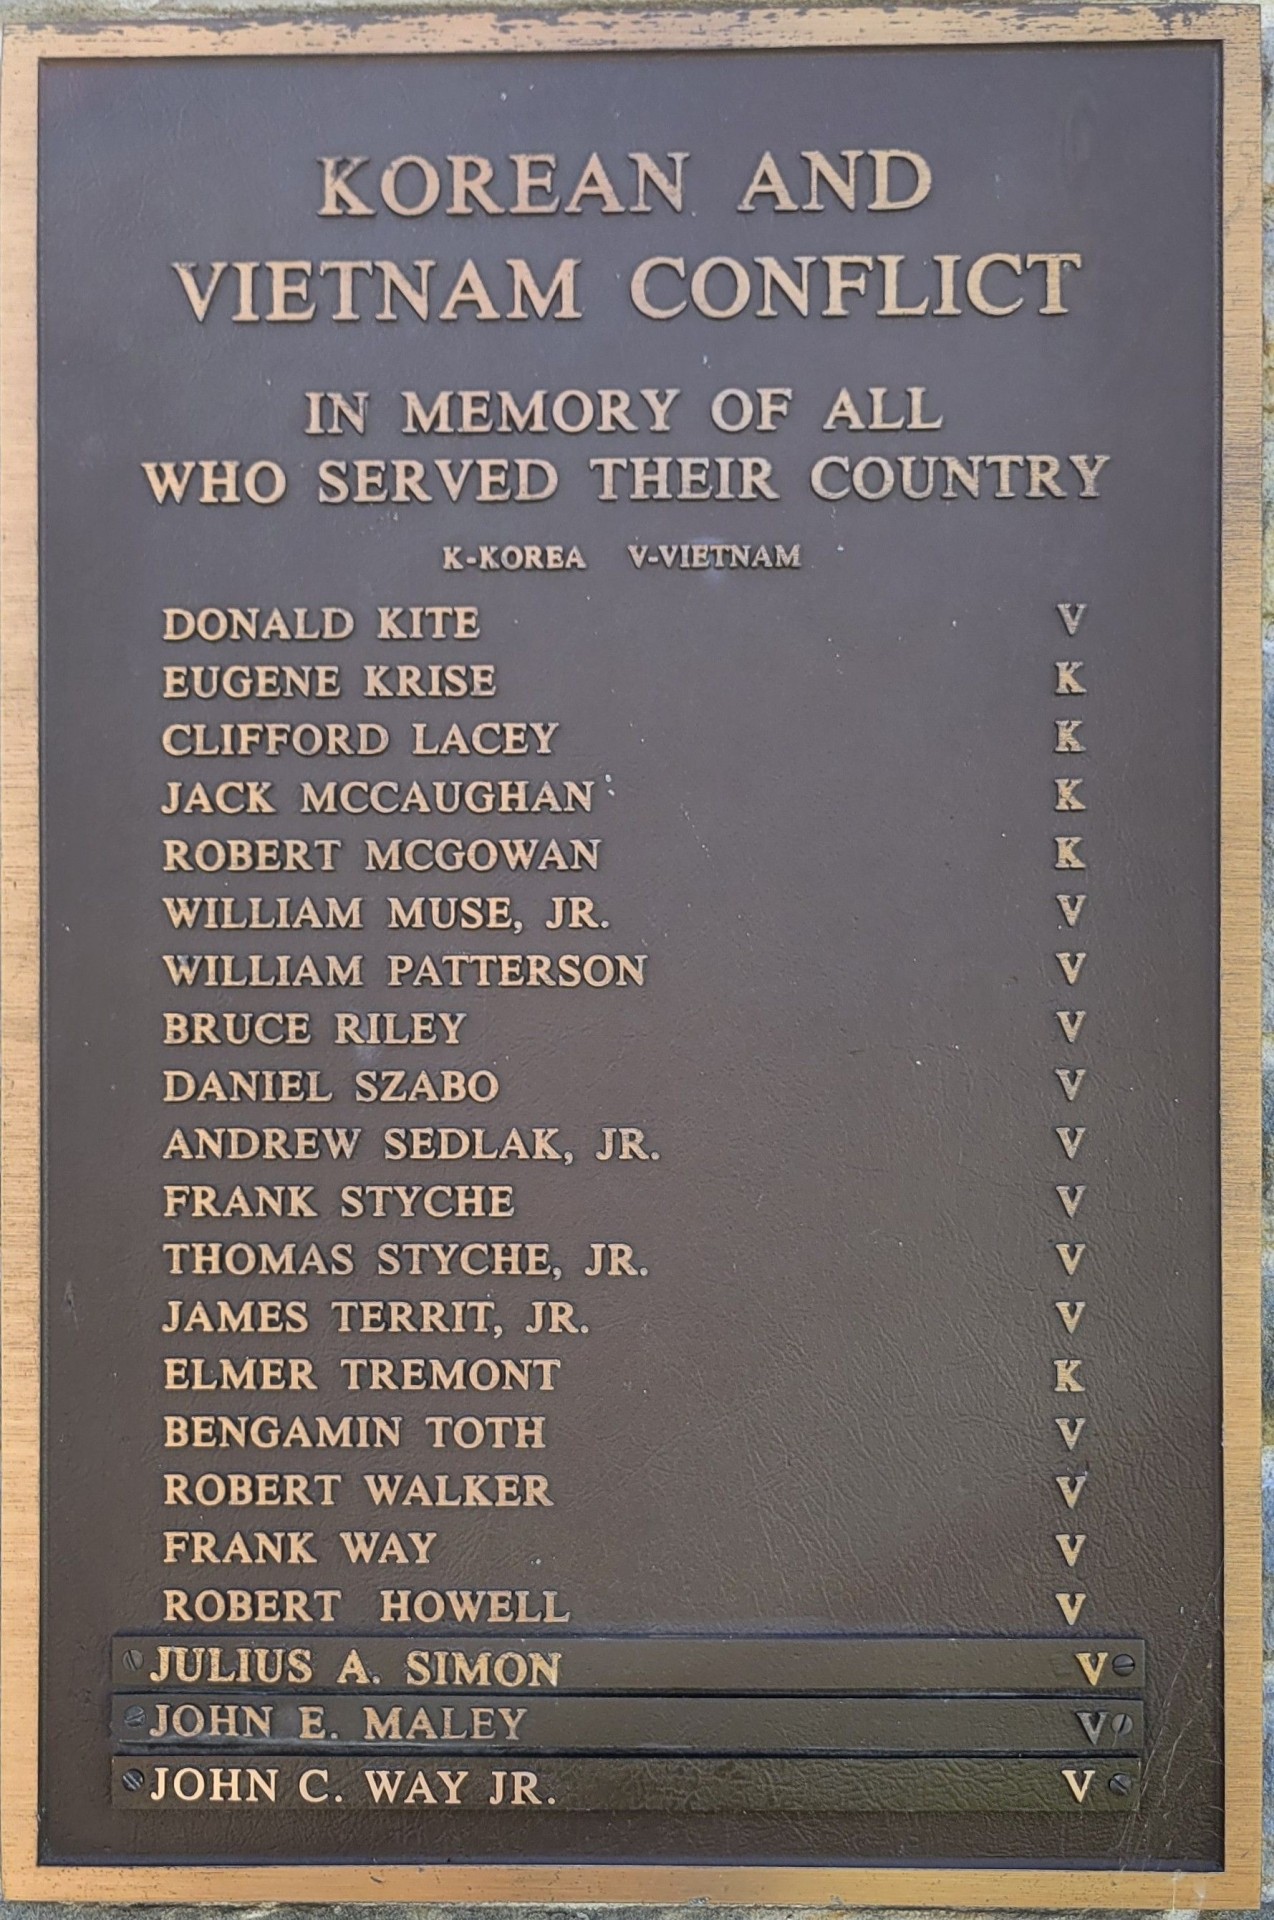 KOREAN AND
VIETNAM CONFLICT
IN MEMORY OF ALL
WHO SERVED THEIR COUNTRY
K-KOREA V-VIETNAM
DONALD KITE V
EUGENE KRISE K
CLIFFORD LACEY K
JACK MCCAUGHAN K
ROBERT MCGOWAN K
WILLIAM MUSE, JR. V
WILLIAM PATTERSON V
BRUCE RILEY V
DANIEL SZABO V
ANDREW SEDLAK, JR. V
FRANK STYCHE V
THOMAS STYCHE, JR. V
JAMES TERRIT, JR. V
ELMER TREMONT K
BENGAMIN TOTH V
ROBERT WALKER V
FRANK WAY V
ROBERT HOWELL V
JULIUS A. SIMON V
JOHN E. MALEY V
JOHN C. WAY JR. V